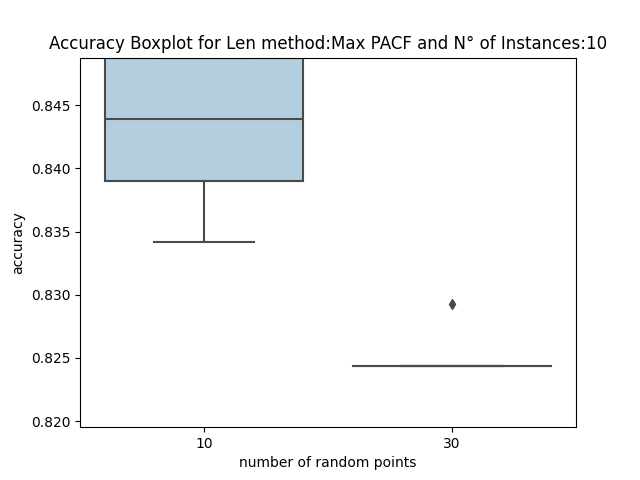 Accuracy Boxplot for Len method:Max PACF and N° of Instances:10
0.845
0.840
0.835
0.830
0.825
0.820
accuracy
10
30
number of random points